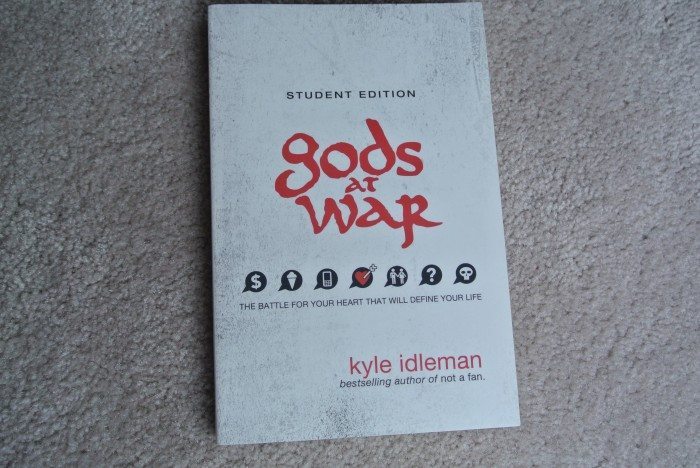 STUDENT EDITION
gods
at
war
$ ?
THE BATTLE FOR YOUR HEART THAT WILL DEFINE YOUR LIFE
kyle idleman
bestselling author of not a fan.